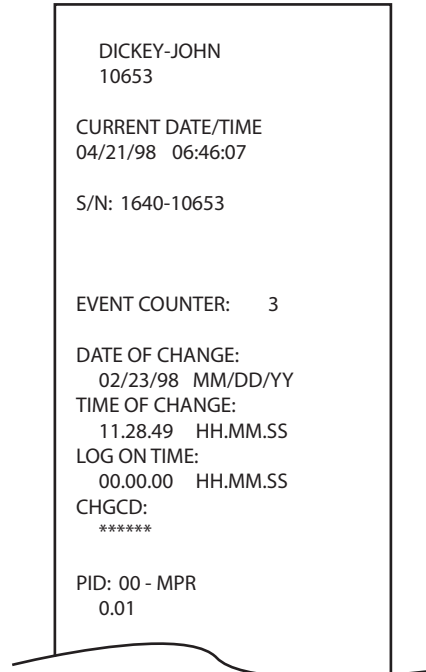 DICKEY-JOHN
10653
CURRENT DATE/TIME
04/21/98 06:46:07
S/N: 1640-10653
EVENT COUNTER: 3
DATE OF CHANGE:
02/23/98 MM/DD/YY
TIME OF CHANGE:
11.28.49 HH.MM.SS
LOG ON TIME:
00.00.00 HH.MM.SS
CHGCD:
******
PID: 00 - MPR
0.01